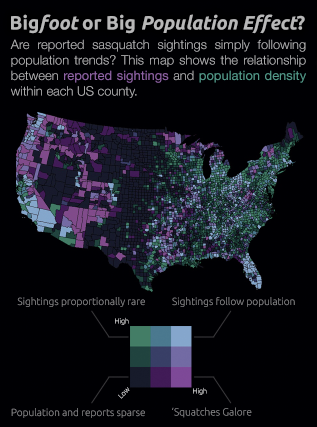 Bigfoot or Big Population Effect?
Are reported sasquatch sightings simply following
population trends? This map shows the relationship
between reported sightings and population density
within each US county.
Sightings proportionally rare
Sightings follow population
High
Low
High
Population and reports sparse
'Squatches Galore